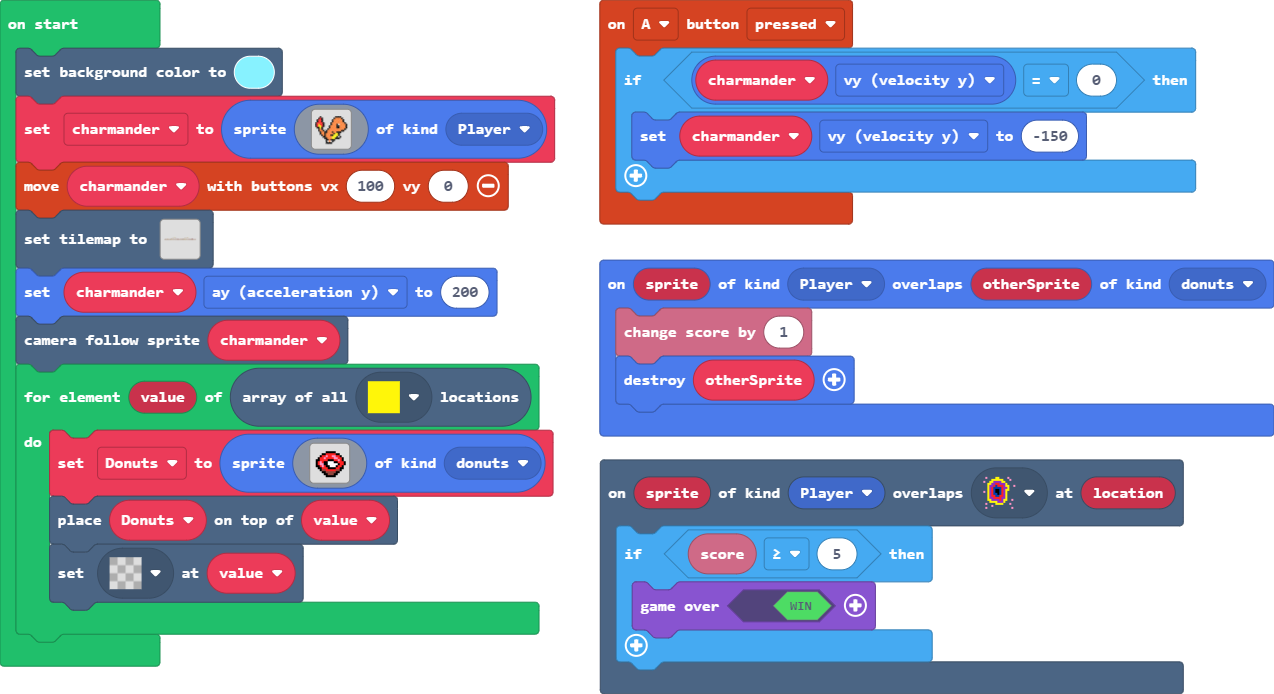 on start
set background color to
set charmander to sprite of kind Player
move charmander with buttons vx 100 vy 0
set tilemap to
set charmander ay (acceleration y) to 200
camera follow sprite charmander
for element value of array of all locations
do
set Donuts to sprite of kind donuts
place Donuts on top of value
set at value
on A button pressed
if charmander vy (velocity y) = 0 then
set charmander vy (velocity y) to -150
on sprite of kind Player overlaps otherSprite of kind donuts
change score by 1
destroy otherSprite
on sprite of kind Player overlaps at location
if score ≥ 5 then
game over WIN